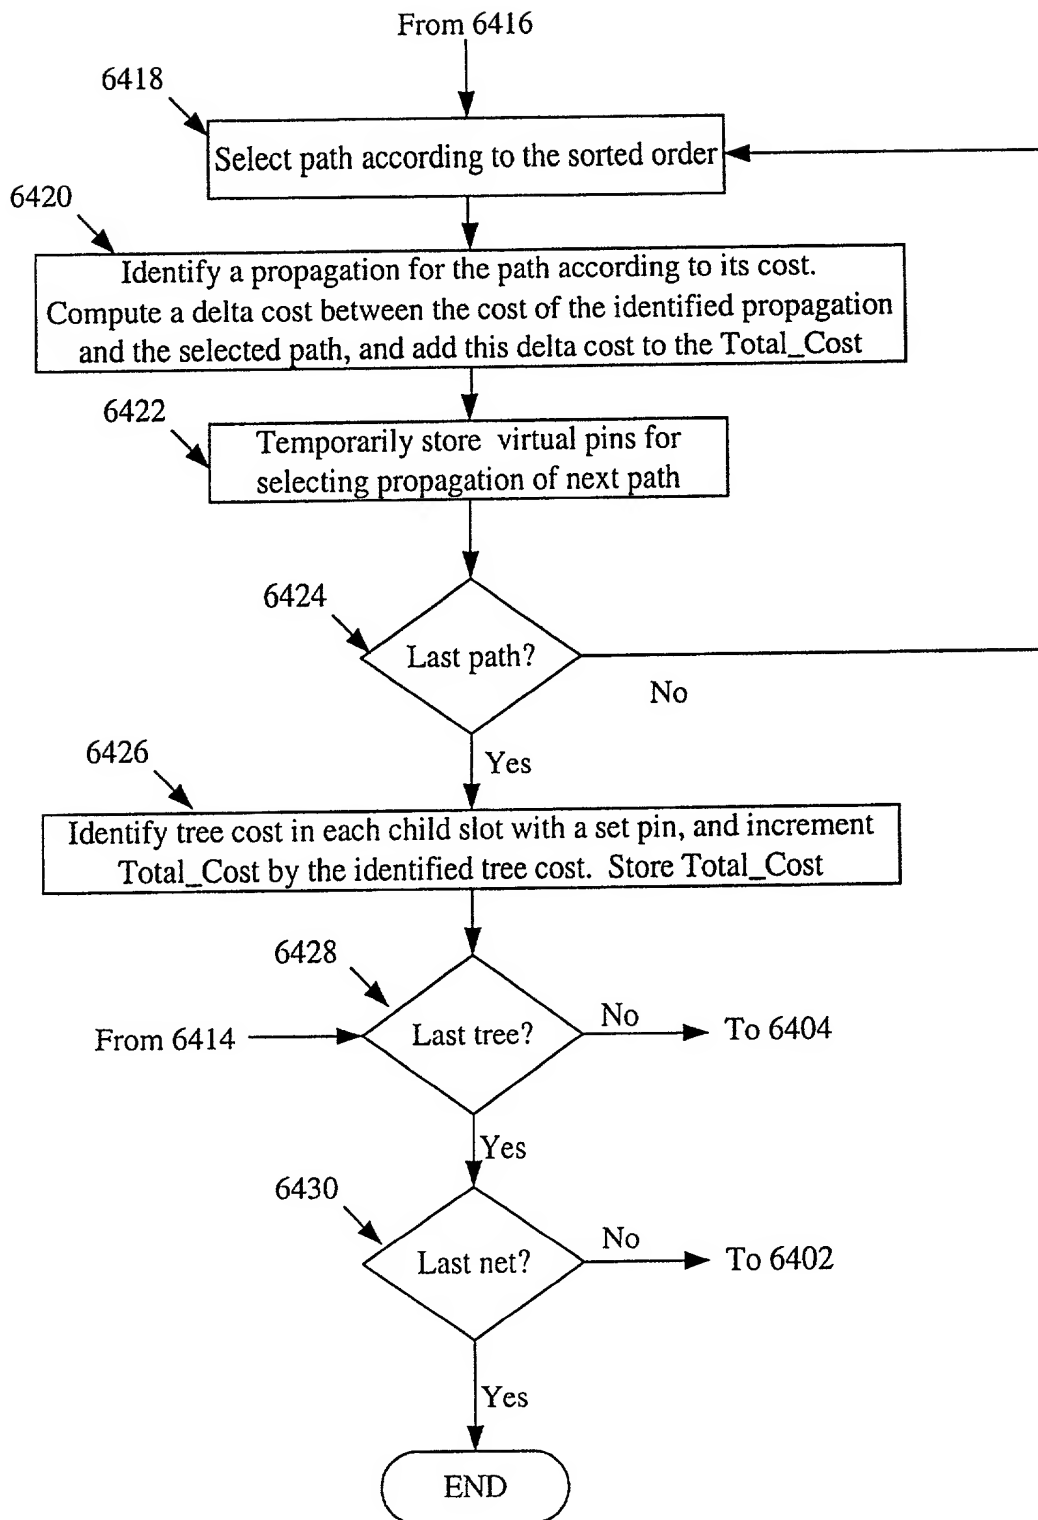 From 6416
6418
Select path according to the sorted order
6420
Identify a propagation for the path according to its cost.
Compute a delta cost between the cost of the identified propagation
and the selected path, and add this delta cost to the Total_Cost
6422
Temporarily store virtual pins for
selecting propagation of next path
6424
Last path?
No
Yes
6426
Identify tree cost in each child slot with a set pin, and increment
Total_Cost by the identified tree cost. Store Total_Cost
6428
From 6414
Last tree?
No
To 6404
Yes
6430
Last net?
No
To 6402
Yes
END